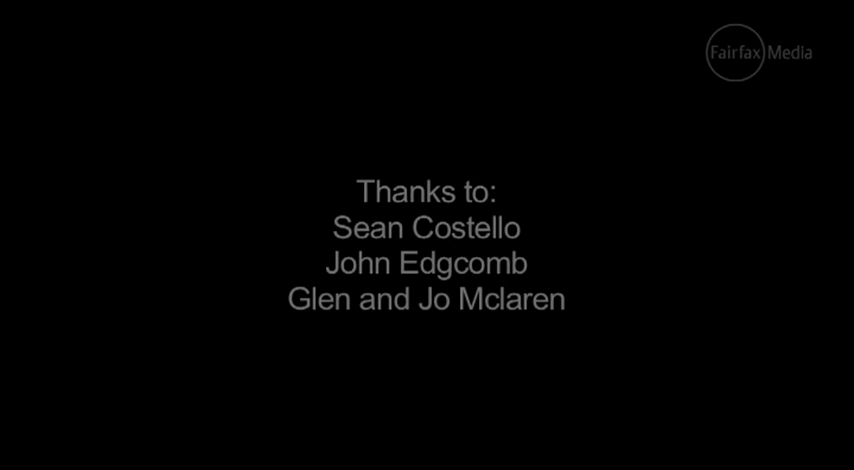 Fairfax Media
Thanks to:
Sean Costello
John Edgcomb
Glen and Jo Mclaren